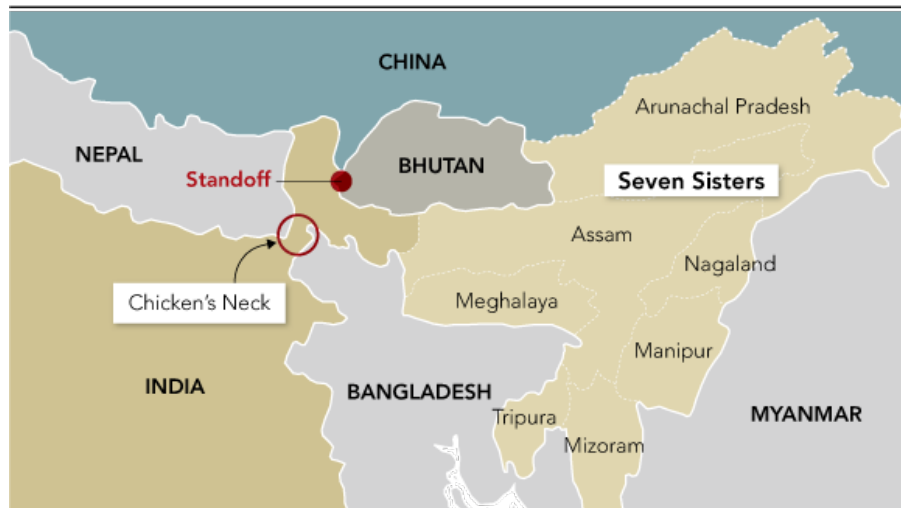 CHINA
Arunachal Pradesh
NEPAL
BHUTAN
Standoff
Seven Sisters
Assam
Nagaland
Chicken's Neck
Meghalaya
Manipur
INDIA
BANGLADESH
Tripura
MYANMAR
Mizoram